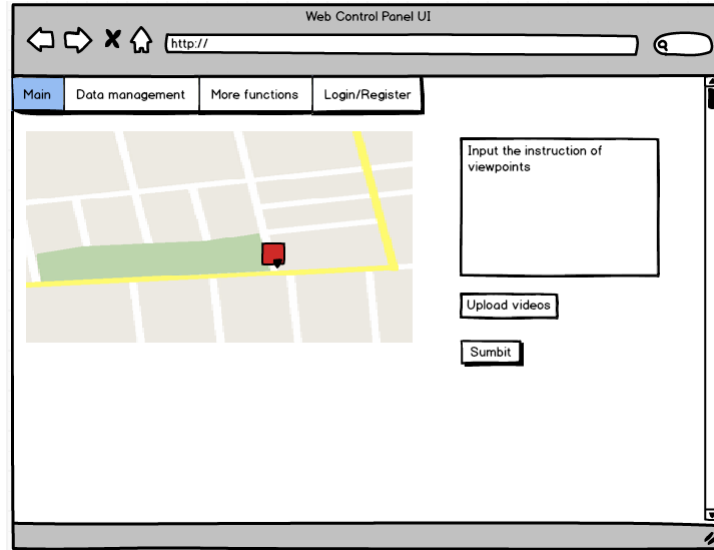 Web Control Panel UI
http://
Main
Data management
More functions
Login/Register
Input the instruction of
viewpoints
Upload videos
Sumbit